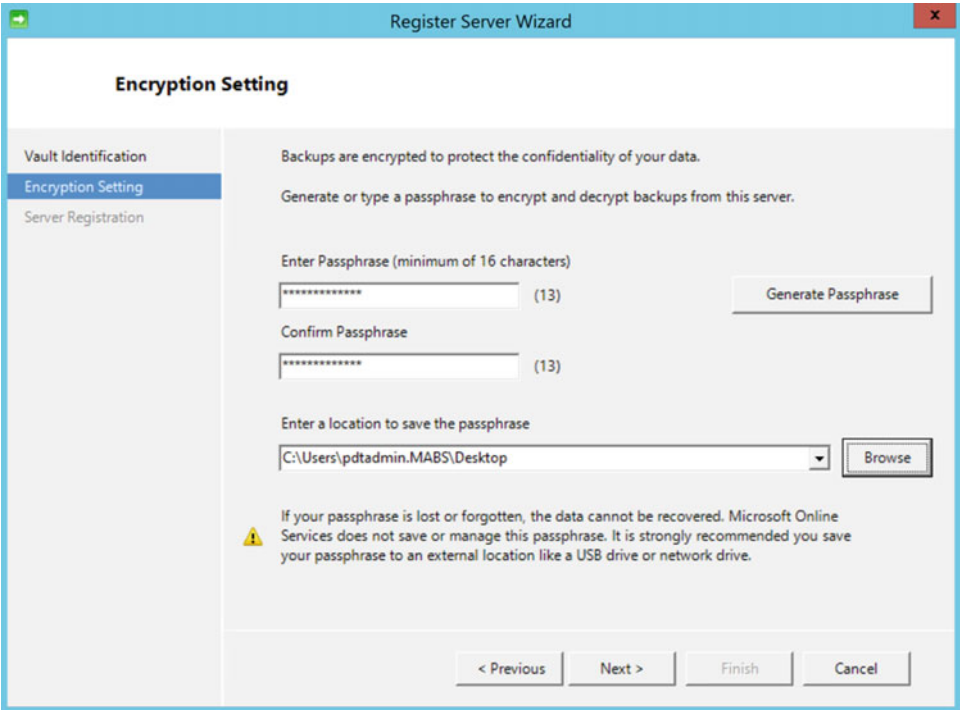 Register Server Wizard
x
Encryption Setting
Vault Identification
Encryption Setting
Server Registration
Backups are encrypted to protect the confidentiality of your data.
Generate or type a passphrase to encrypt and decrypt backups from this server.
Enter Passphrase (minimum of 16 characters)
************* (13)
Generate Passphrase
Confirm Passphrase
************* (13)
Enter a location to save the passphrase
C:\Users\pdtadmin.MABS\Desktop
Browse
If your passphrase is lost or forgotten, the data cannot be recovered. Microsoft Online
Services does not save or manage this passphrase. It is strongly recommended you save
your passphrase to an external location like a USB drive or network drive.
< Previous
Next >
Finish
Cancel